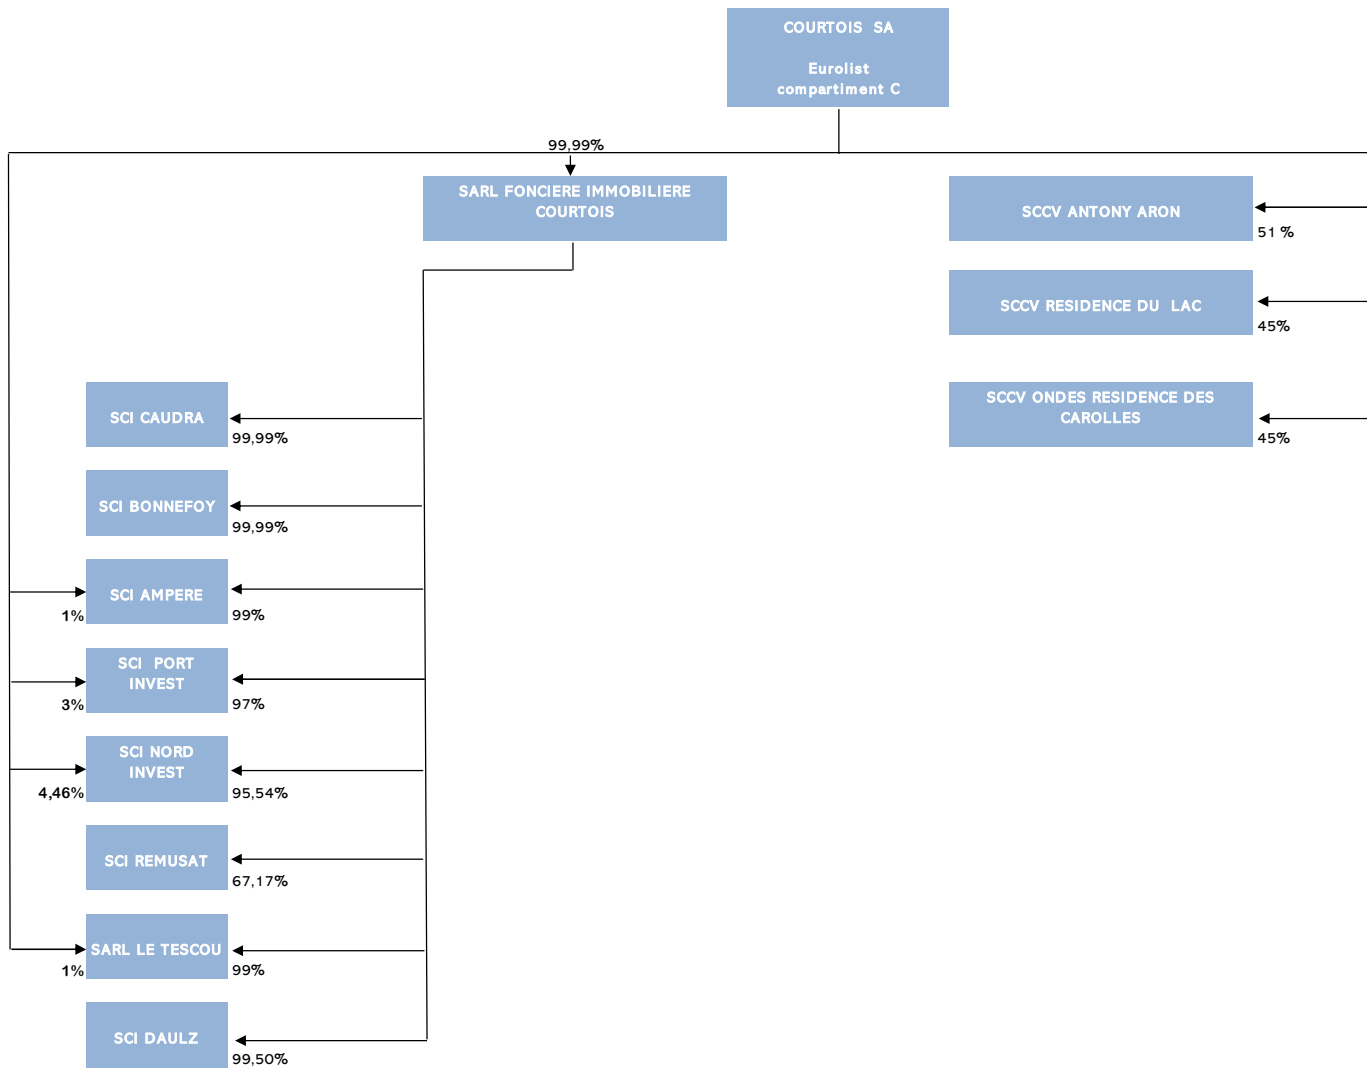 COURTOIS SA
Eurolist
compartiment C
99,99%
SARL FONCIERE IMMOBILIERE
COURTOIS
SCCV ANTONY ARON
51 %
SCCV RESIDENCE DU LAC
45%
SCCV ONDES RESIDENCE DES
CAROLLES
45%
SCI CAUDRA
99,99%
SCI BONNEFOY
99,99%
SCI AMPERE
1%
99%
SCI PORT
INVEST
3%
97%
SCI NORD
INVEST
4,46%
95,54%
SCI REMUSAT
67,17%
SARL LE TESCOU
1%
99%
SCI DAULZ
99,50%